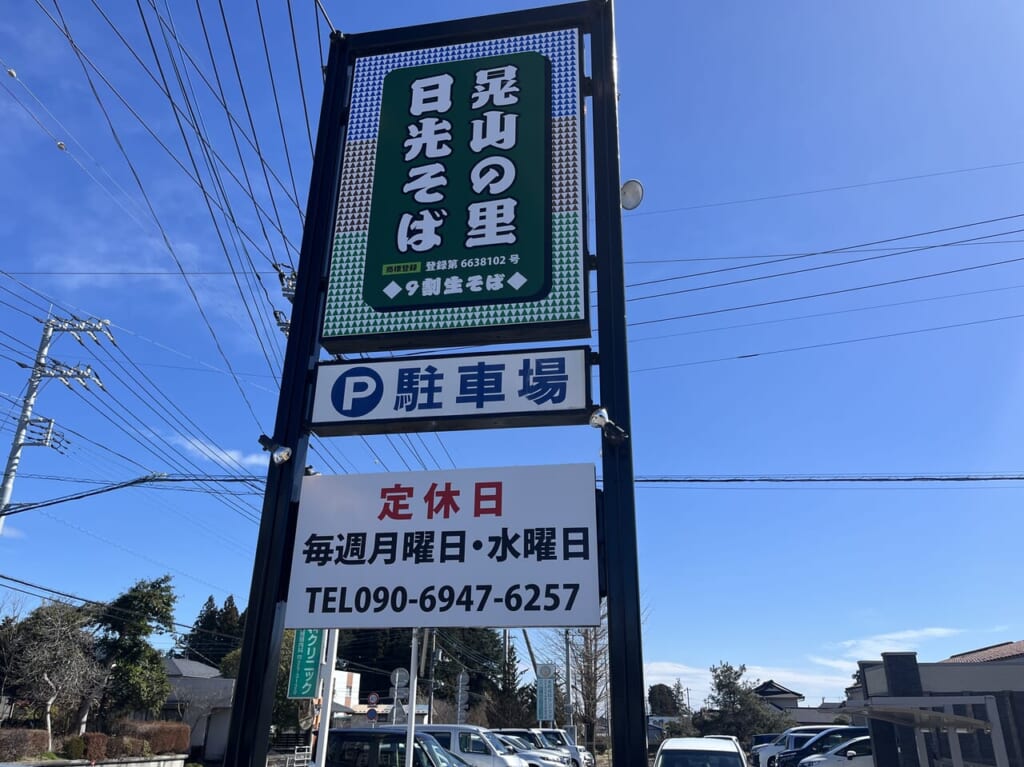 晃山の里
日光そば
商標登録 登録第6638102号
◆9割生そば◆
P 駐車場
定休日
毎週月曜日・水曜日
TEL090-6947-6257
クリニック